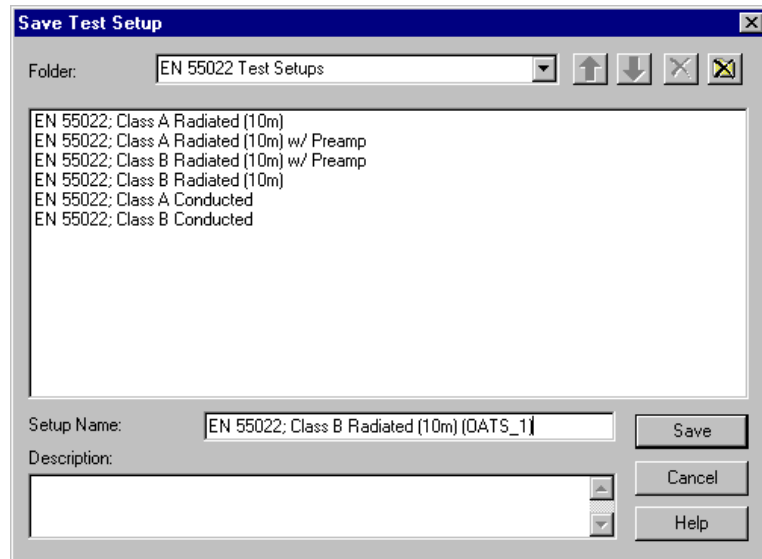 Save Test Setup
Folder: EN 55022 Test Setups
EN 55022; Class A Radiated (10m)
EN 55022; Class A Radiated (10m) w/ Preamp
EN 55022; Class B Radiated (10m) w/ Preamp
EN 55022; Class B Radiated (10m)
EN 55022; Class A Conducted
EN 55022; Class B Conducted
Setup Name: EN 55022; Class B Radiated (10m) (OATS_1)
Save
Description:
Cancel
Help